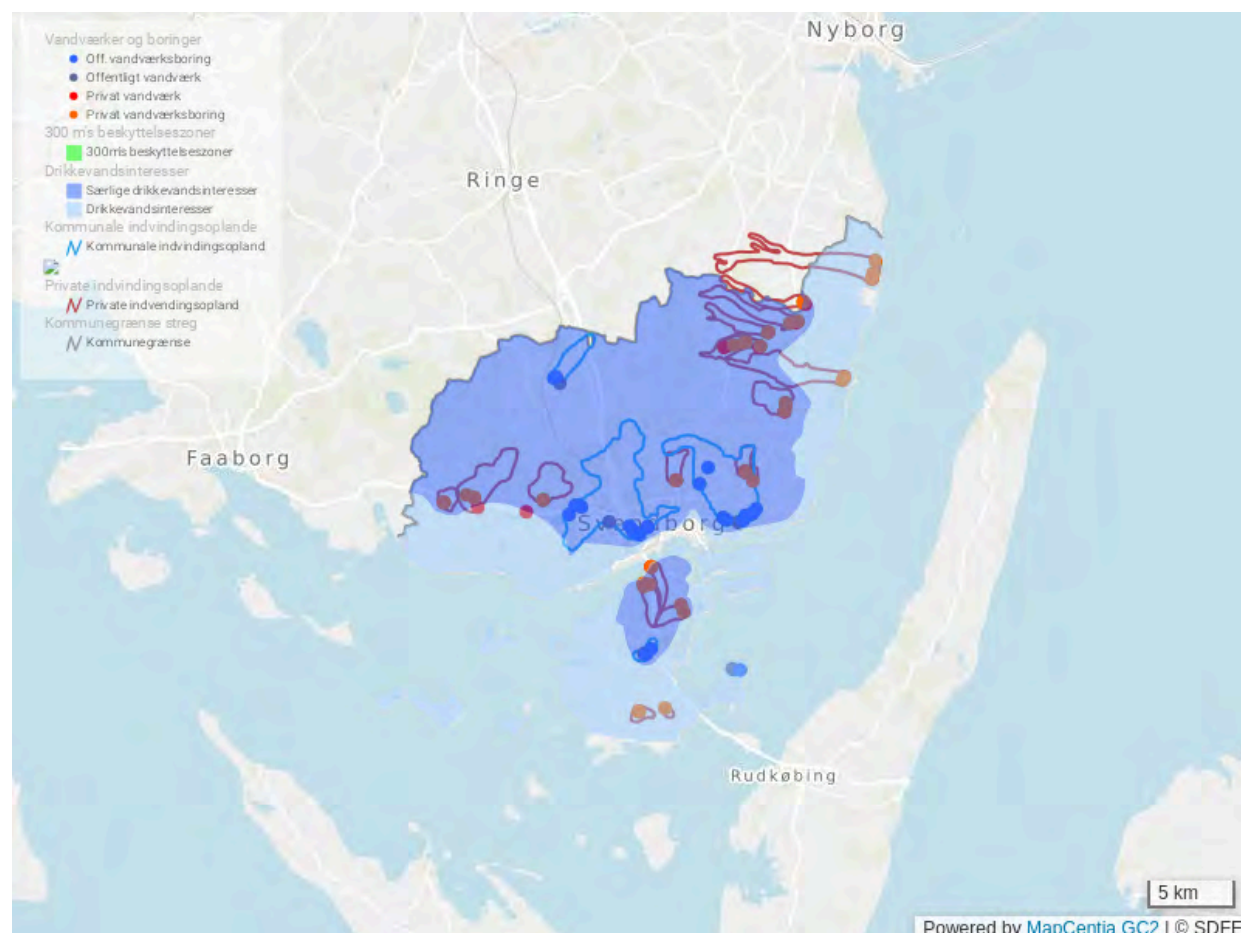 Vandværker og boringer
Off. vandværksboring
Offentligt vandværk
Privat vandværk
Privat vandværksboring
300 m's beskyttelseszoner
300m's beskyttelseszoner
Drikkevandsinteresser
Særlige drikkevandsinteresser
Drikkevandsinteresser
Kommunale indvindingsoplande
Kommunale indvindingsopland
Private indvindingsoplande
Private indvendingsopland
Kommunegrænse streg
Kommunegrænse
Nyborg
Ringe
Faaborg
Svendborg
Rudkøbing
5 km
Powered by MapCentia GC2 | © SDFE